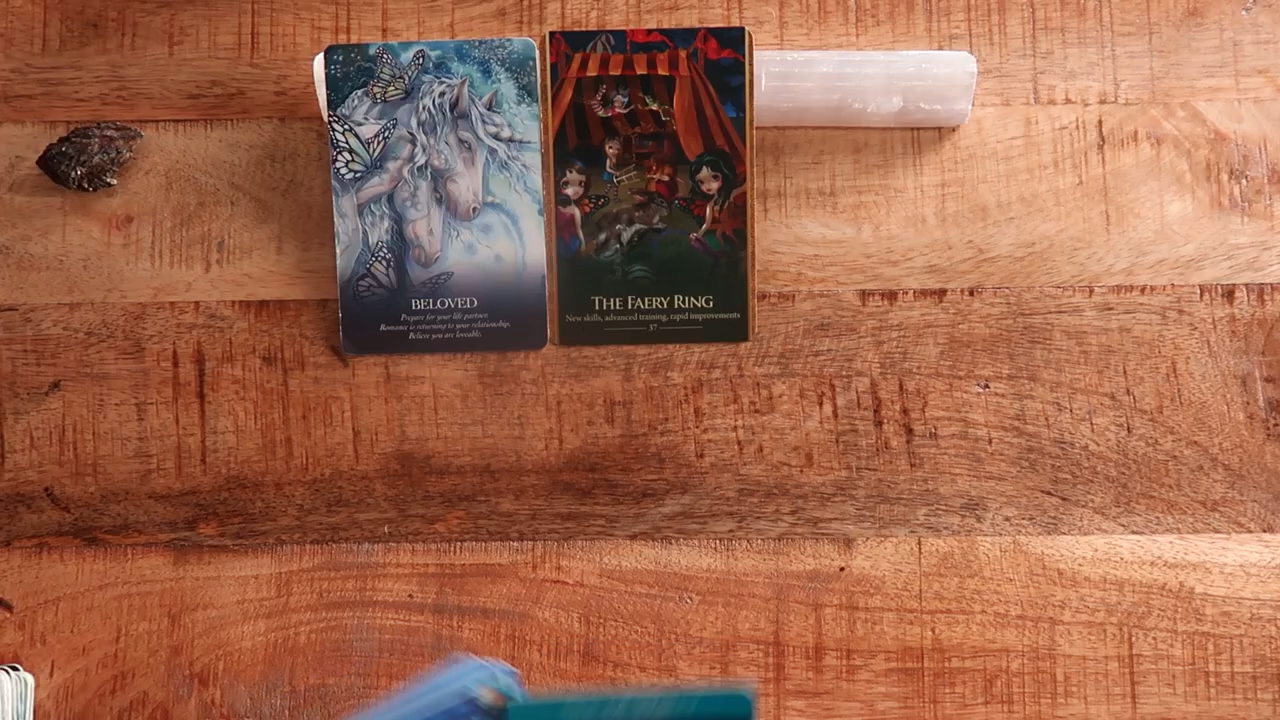 BELOVED
Prepare for your life partner.
Romance is returning to your relationship.
Believe you are loveable.
THE FAERY RING
New skills, advanced training, rapid improvements
37